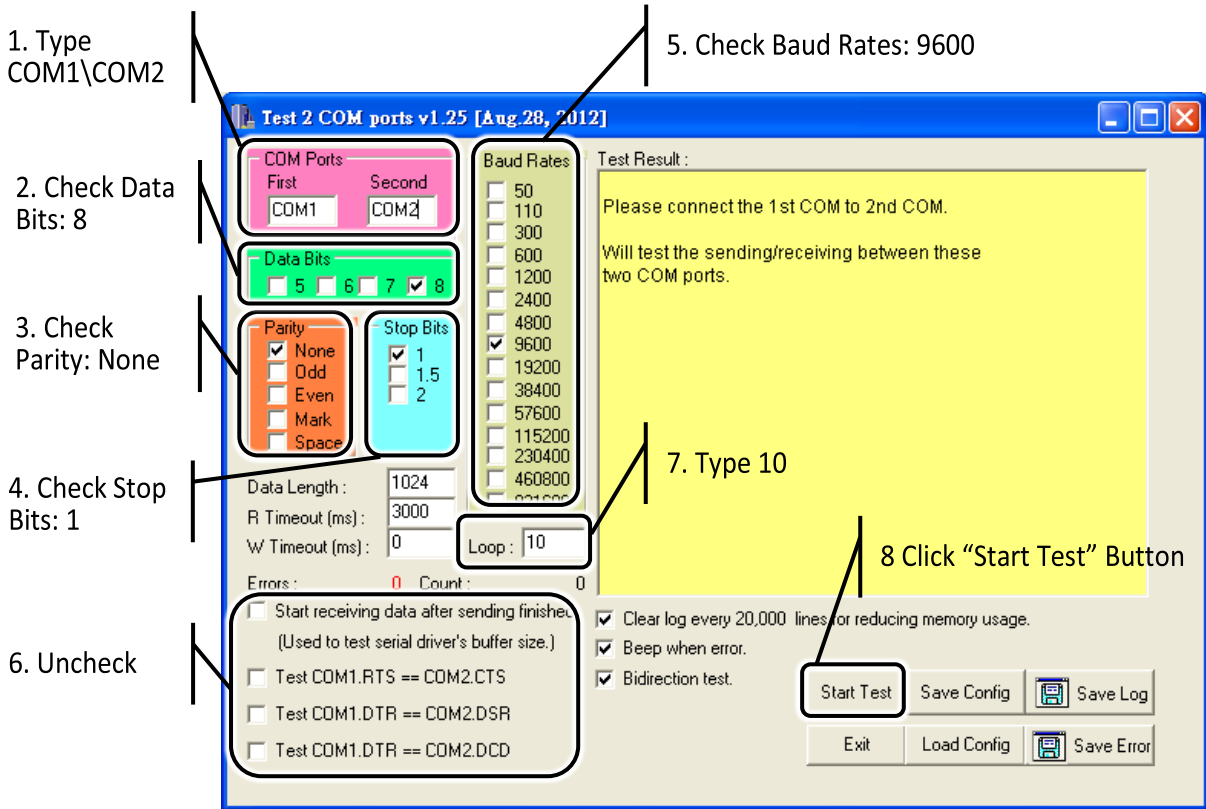 1. Type
COM1\COM2
5. Check Baud Rates: 9600
Test 2 COM ports v1.25 [Aug.28, 2012]
2. Check Data
Bits: 8
COM Ports
First Second
COM1 COM2
Data Bits
5 6 7 8
3. Check
Parity: None
Parity
None
Odd
Even
Mark
Space
Stop Bits
1
1.5
2
Baud Rates
50
110
300
600
1200
2400
4800
9600
19200
38400
57600
115200
230400
460800
Test Result :
Please connect the 1st COM to 2nd COM.
Will test the sending/receiving between these
two COM ports.
4. Check Stop
Bits: 1
7. Type 10
Data Length : 1024
R Timeout (ms) : 3000
W Timeout (ms) : 0
Loop : 10
8 Click “Start Test” Button
Errors : 0 Count : 0
6. Uncheck
Start receiving data after sending finished
(Used to test serial driver's buffer size.)
Test COM1.RTS == COM2.CTS
Test COM1.DTR == COM2.DSR
Test COM1.DTR == COM2.DCD
Clear log every 20,000 lines for reducing memory usage.
Beep when error.
Bidirection test.
Start Test Save Config Save Log
Exit Load Config Save Error